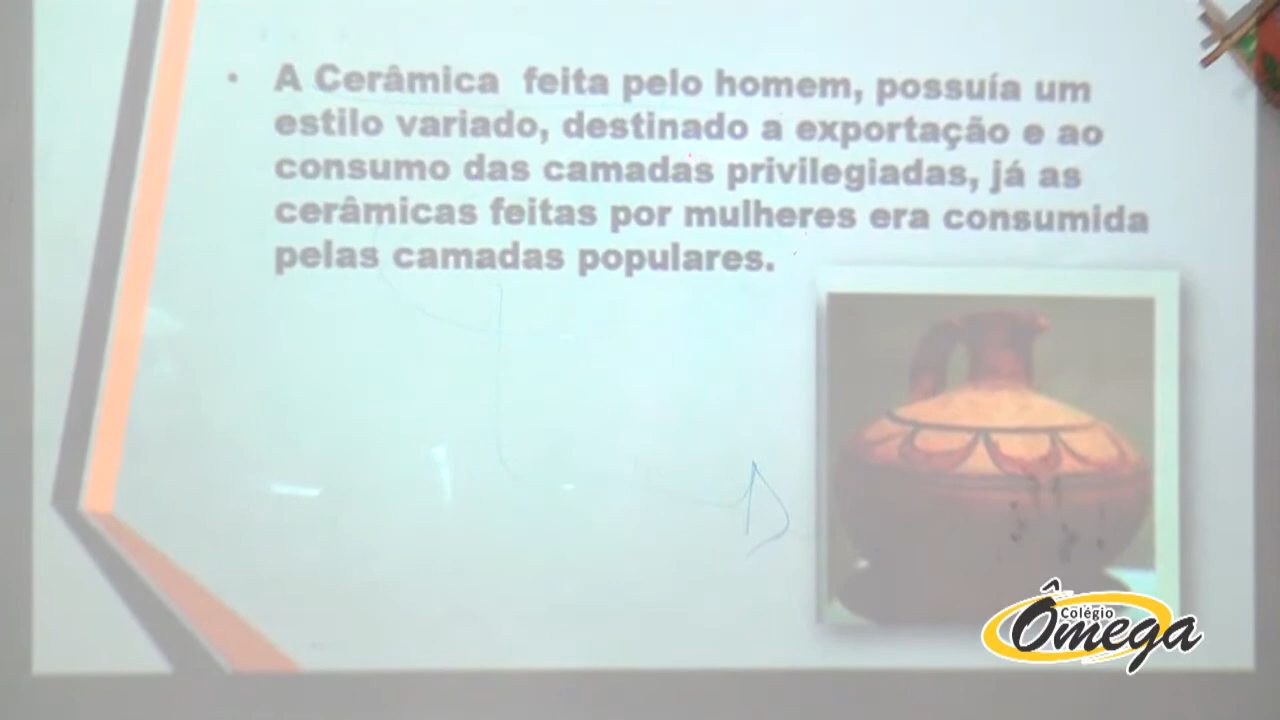 • A Cerâmica feita pelo homem, possuía um
estilo variado, destinado a exportação e ao
consumo das camadas privilegiadas, já as
cerâmicas feitas por mulheres era consumida
pelas camadas populares.
Colégio
Ômega